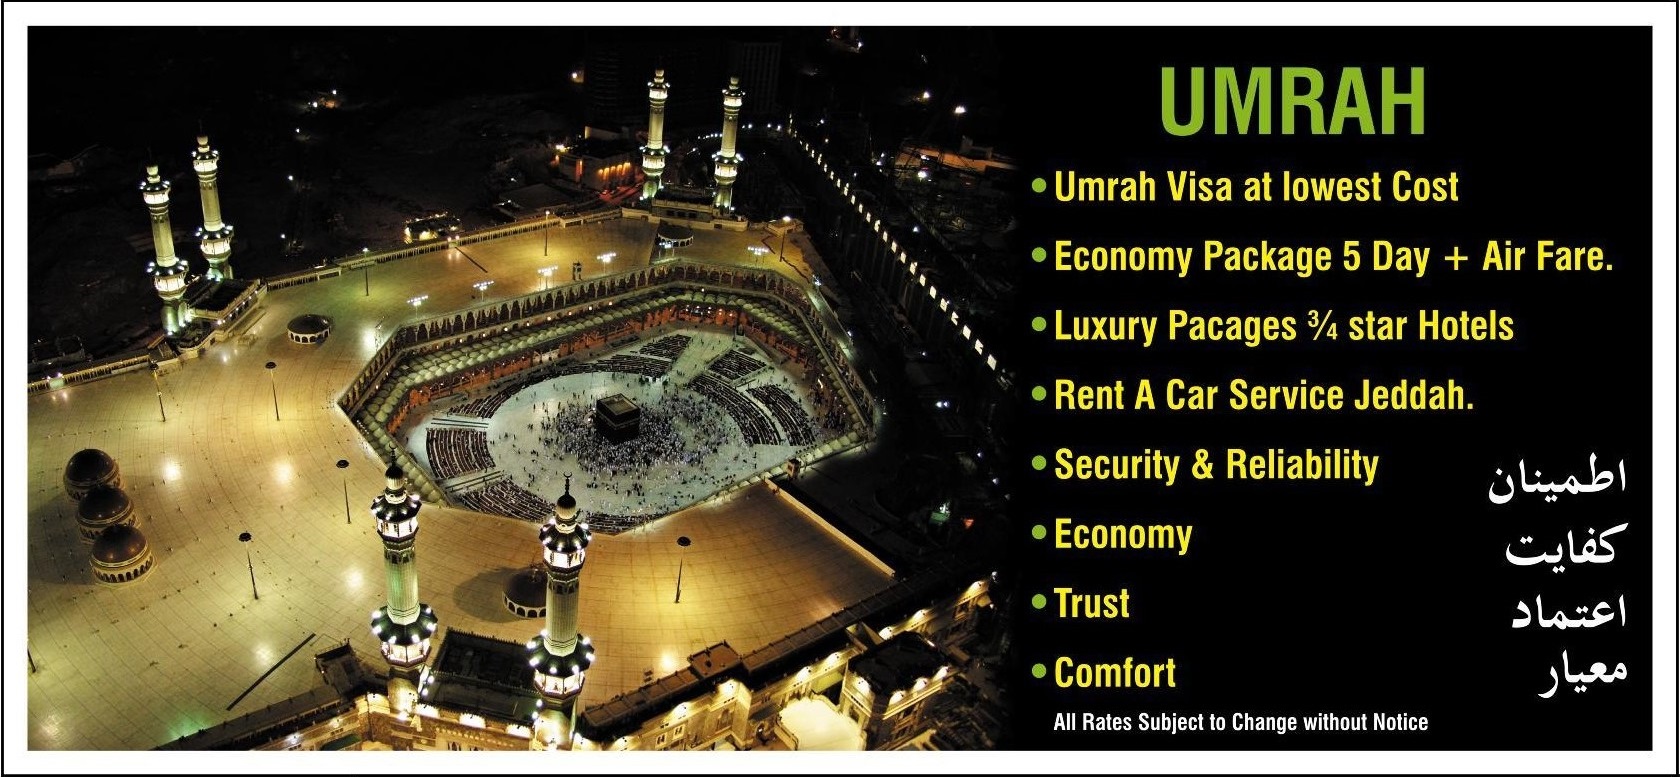 UMRAH
• Umrah Visa at lowest Cost
• Economy Package 5 Day + Air Fare.
• Luxury Pacages ¾ star Hotels
• Rent A Car Service Jeddah.
• Security & Reliability
اطمینان
• Economy
کفایت
• Trust
اعتماد
• Comfort
معیار
All Rates Subject to Change without Notice